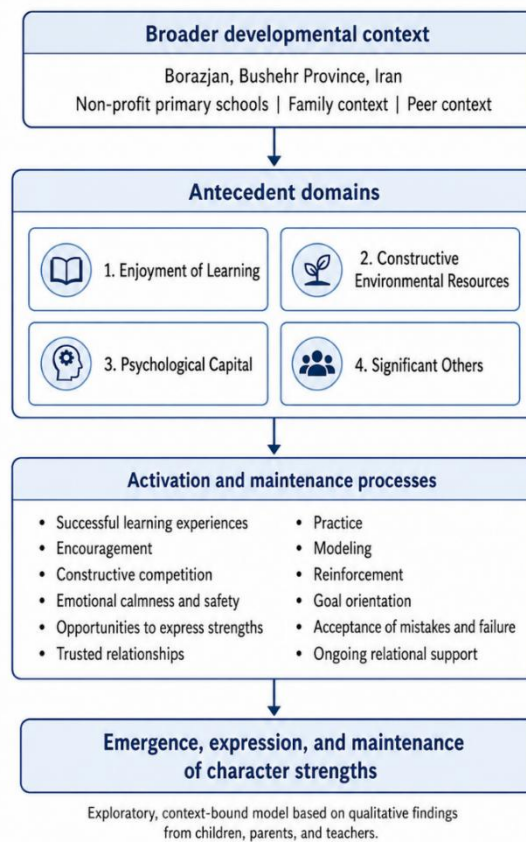 Broader developmental context
Borazjan, Bushehr Province, Iran
Non-profit primary schools | Family context | Peer context
Antecedent domains
1. Enjoyment of Learning
2. Constructive
Environmental Resources
3. Psychological Capital
4. Significant Others
Activation and maintenance processes
• Successful learning experiences
• Encouragement
• Constructive competition
• Emotional calmness and safety
• Opportunities to express strengths
• Trusted relationships
• Practice
• Modeling
• Reinforcement
• Goal orientation
• Acceptance of mistakes and failure
• Ongoing relational support
Emergence, expression, and maintenance
of character strengths
Exploratory, context-bound model based on qualitative findings
from children, parents, and teachers.